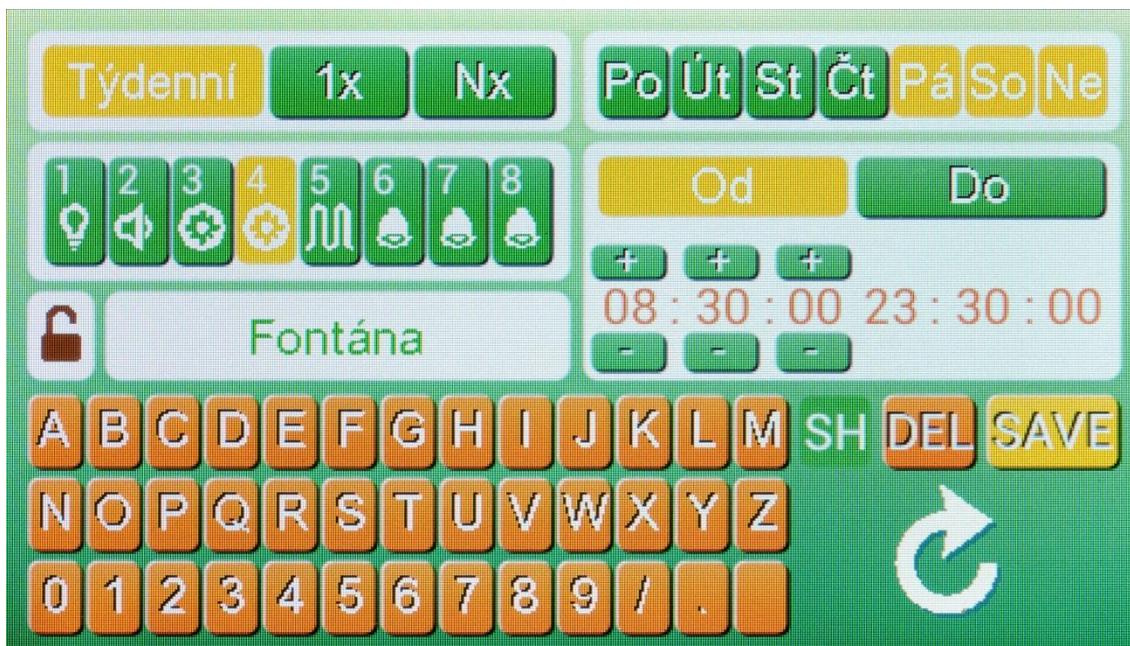 Týdenní 1x Nx
Po Út St Čt Pá So Ne
1 2 3 4 5 6 7 8
Od Do
+ + +
08 : 30 : 00 23 : 30 : 00
- - -
Fontána
A B C D E F G H I J K L M SH DEL SAVE
N O P Q R S T U V W X Y Z
0 1 2 3 4 5 6 7 8 9 / .